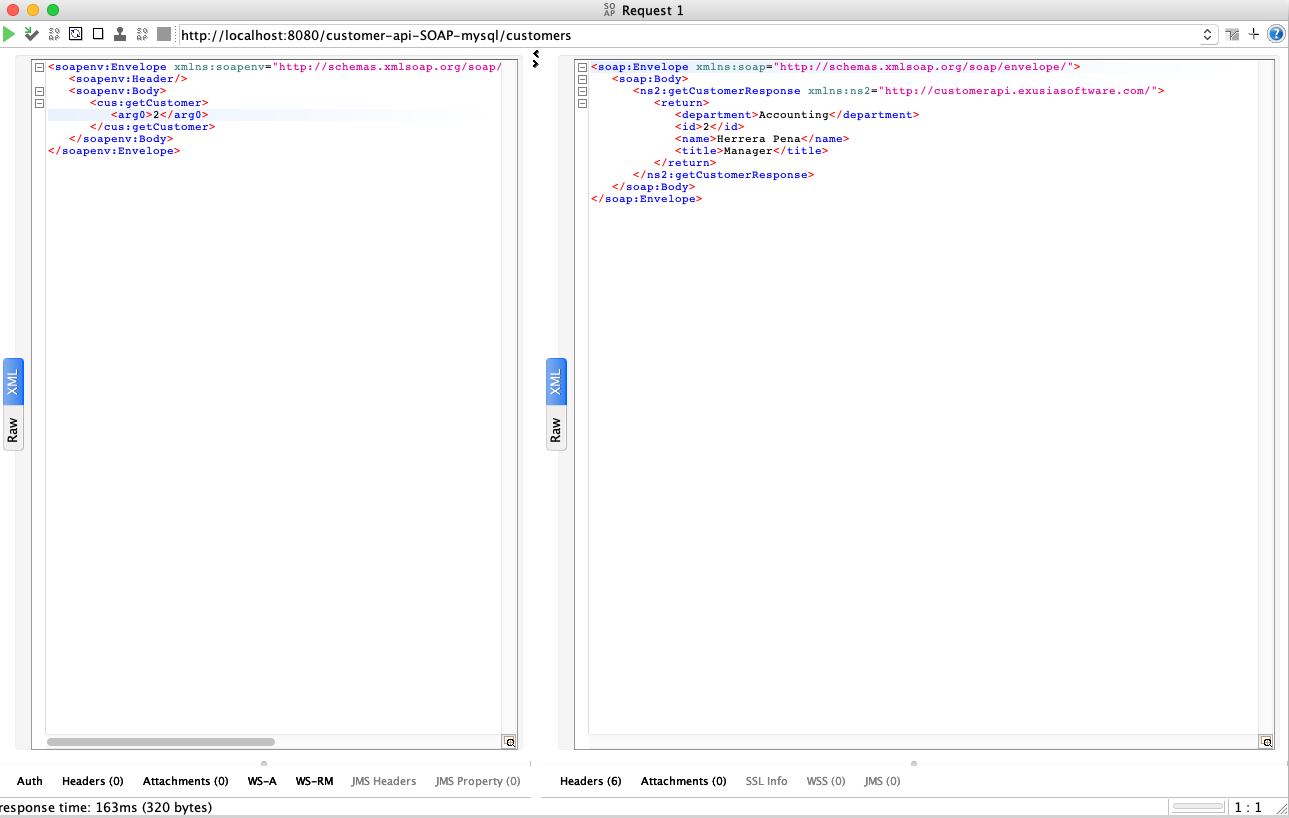 SO
AP
Request 1
SO
AP
SO
AP
http://localhost:8080/customer-api-SOAP-mysql/customers
?
<soapenv:Envelope xmlns:soapenv="http://schemas.xmlsoap.org/soap/
<soapenv:Header/>
<soapenv:Body>
<cus:getCustomer>
<arg0>2</arg0>
</cus:getCustomer>
</soapenv:Body>
</soapenv:Envelope>
XML
Raw
<soap:Envelope xmlns:soap="http://schemas.xmlsoap.org/soap/envelope/">
<soap:Body>
<ns2:getCustomerResponse xmlns:ns2="http://customerapi.exusiasoftware.com/">
<return>
<department>Accounting</department>
<id>2</id>
<name>Herrera Pena</name>
<title>Manager</title>
</return>
</ns2:getCustomerResponse>
</soap:Body>
</soap:Envelope>
XML
Raw
Auth Headers (0) Attachments (0) WS-A WS-RM JMS Headers JMS Property (0)
Headers (6) Attachments (0) SSL Info WSS (0) JMS (0)
response time: 163ms (320 bytes)
1 : 1